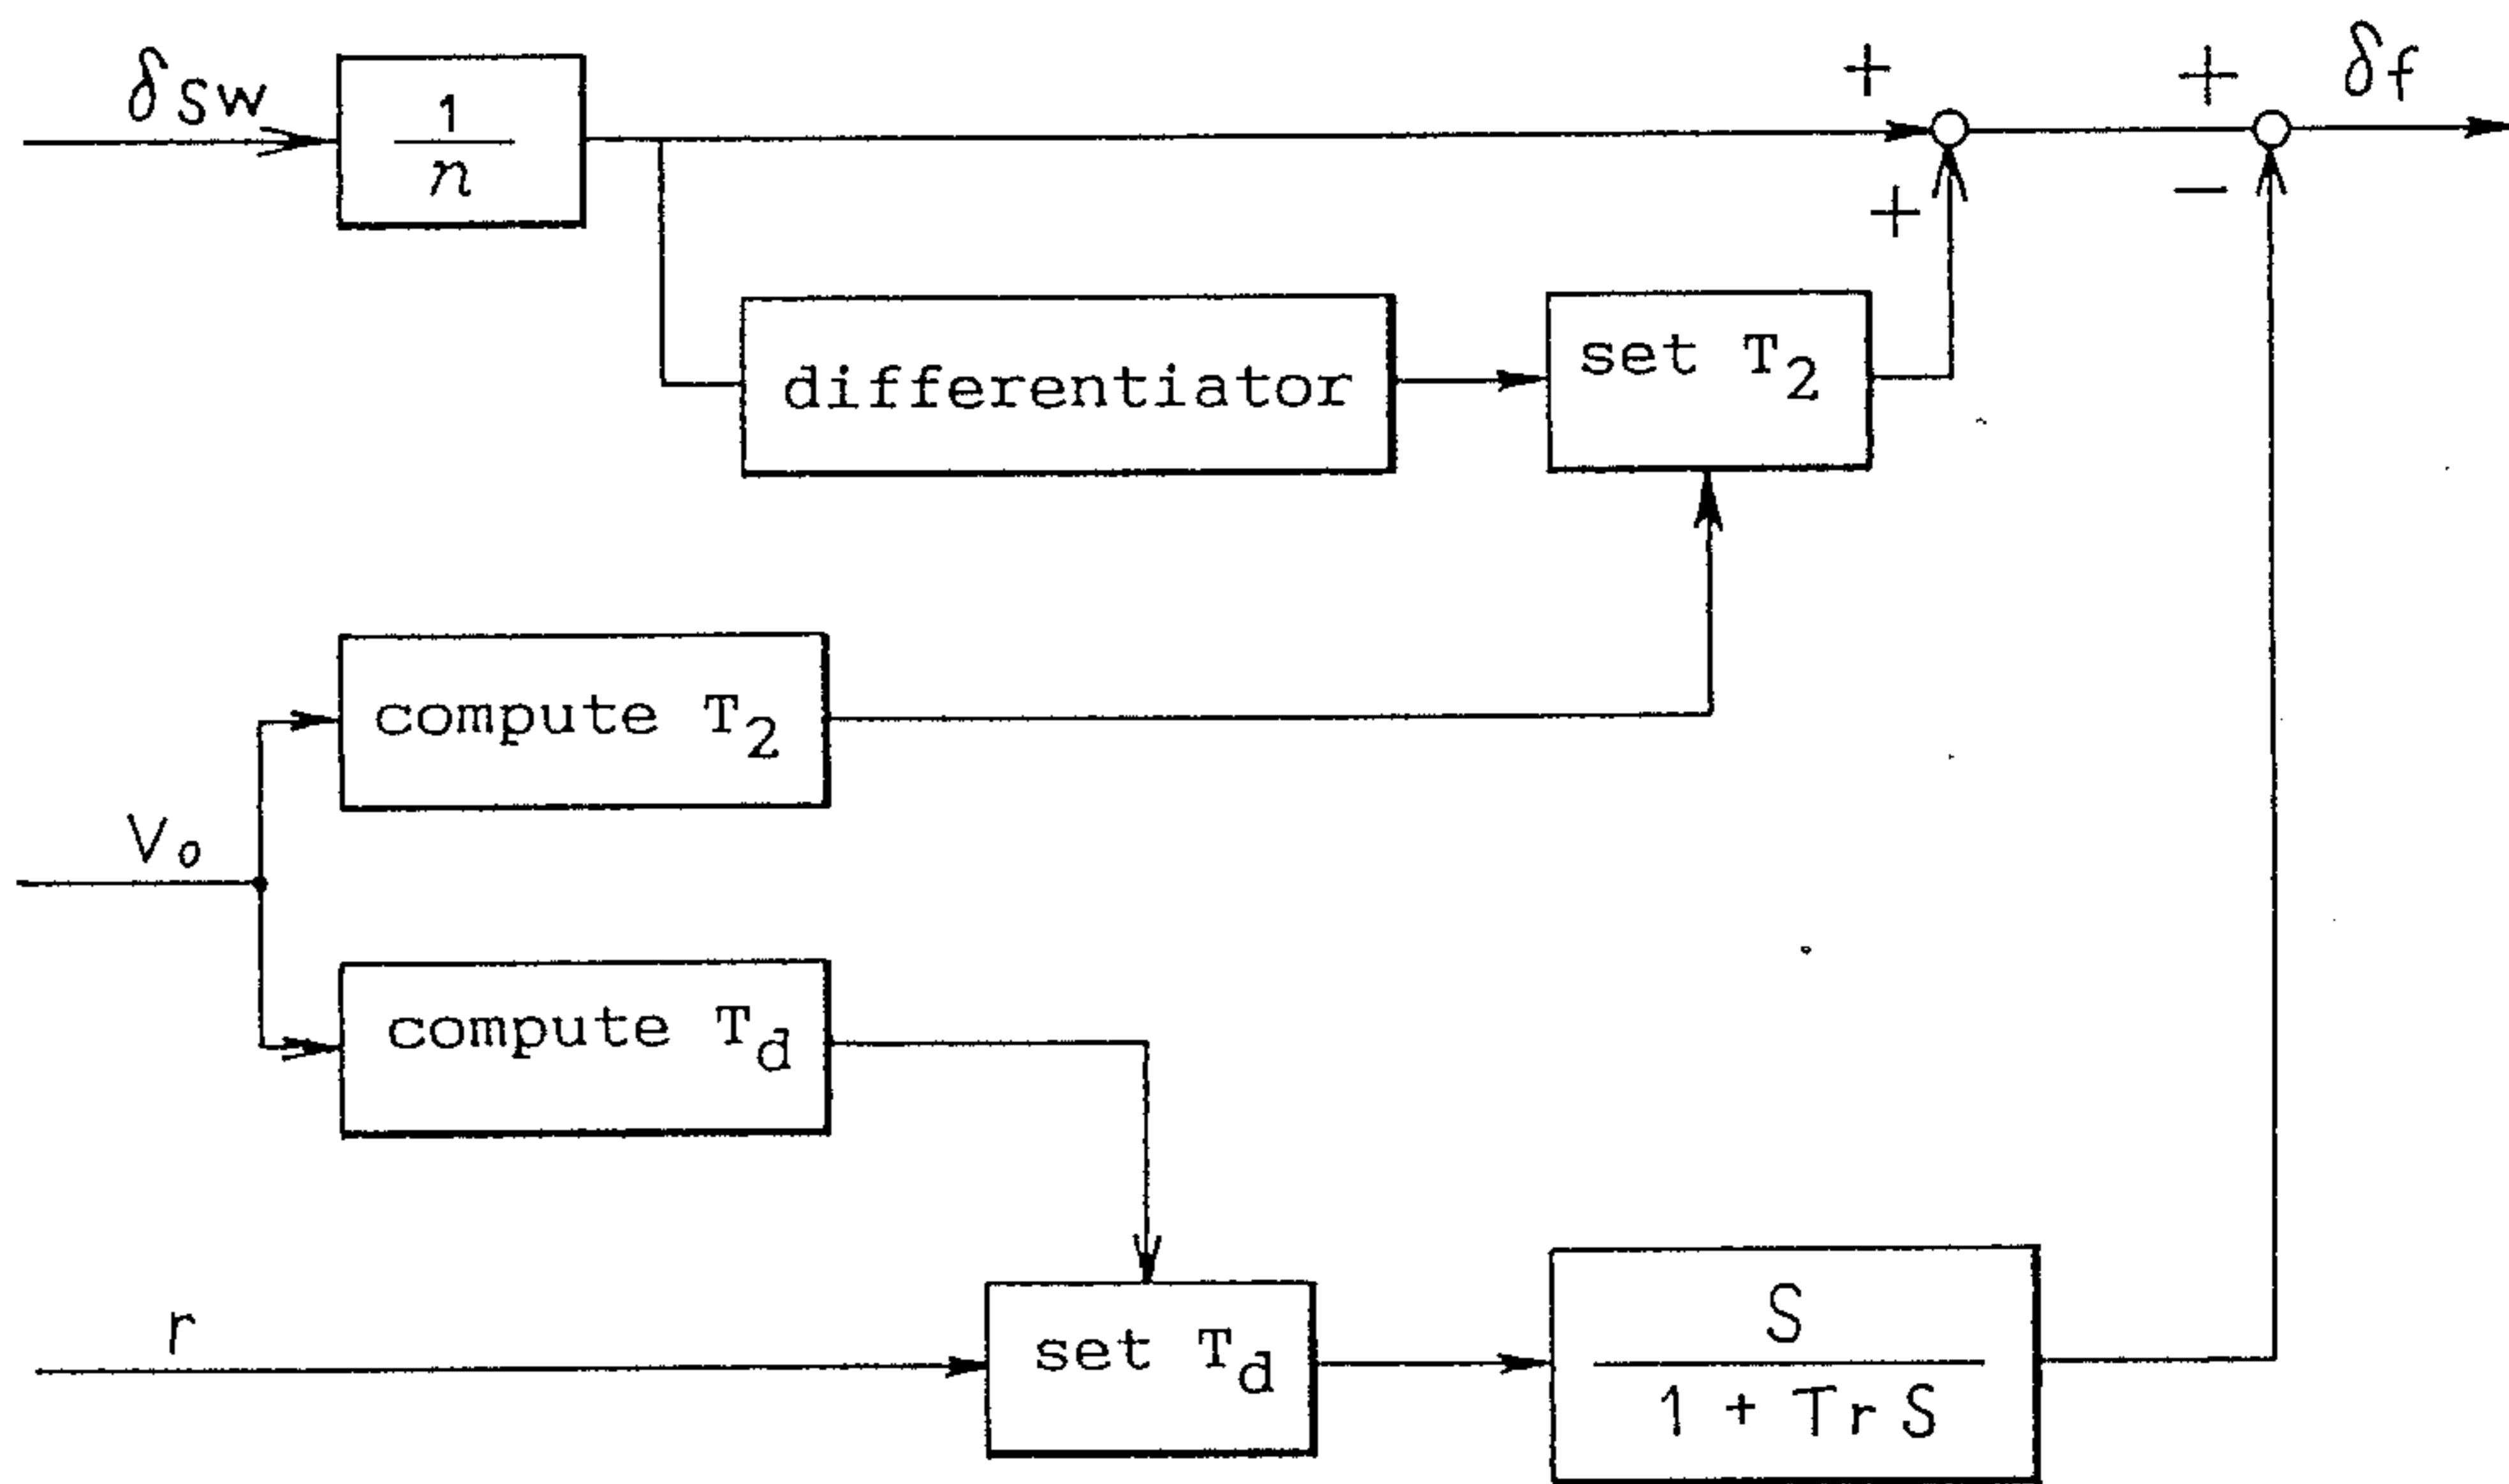 δsw
1
n
+
+
+
−
δf
differentiator
set T2
compute T2
Vo
compute Td
r
set Td
S
1 + Tr S